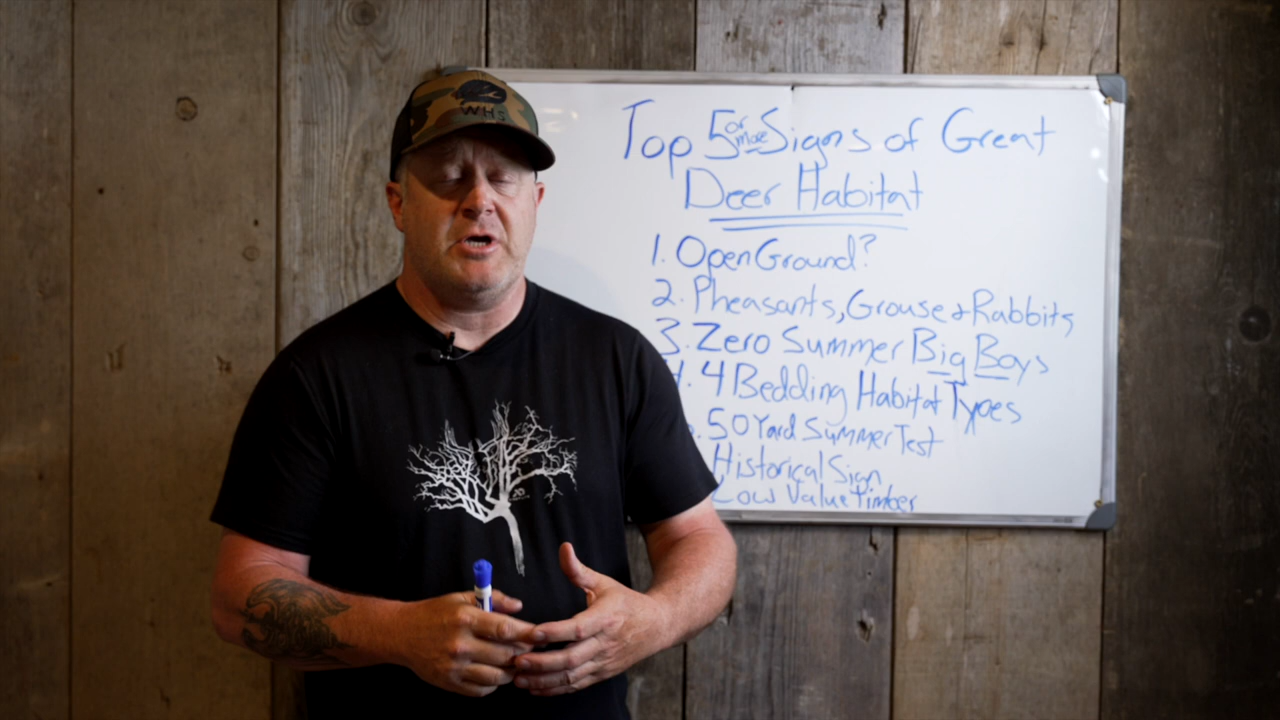 WHS
Top 5 or more Signs of Great
Deer Habitat
1. Open Ground?
2. Pheasants, Grouse & Rabbits
3. Zero Summer Big Boys
4. 4 Bedding Habitat Types
. 50 Yard Summer Test
Historical Sign
Low Value Timber
20